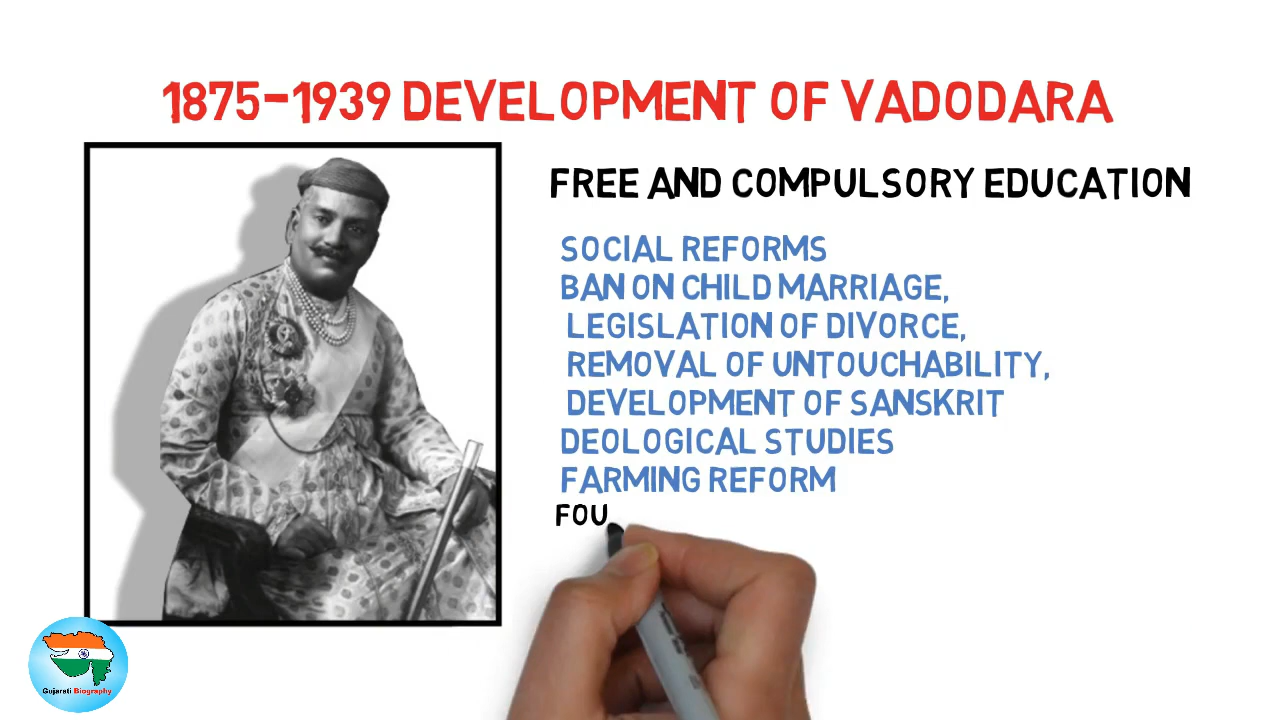 1875-1939 DEVELOPMENT OF VADODARA
FREE AND COMPULSORY EDUCATION
SOCIAL REFORMS
BAN ON CHILD MARRIAGE,
LEGISLATION OF DIVORCE,
REMOVAL OF UNTOUCHABILITY,
DEVELOPMENT OF SANSKRIT
DEOLOGICAL STUDIES
FARMING REFORM
FOU
Gujarati Biography